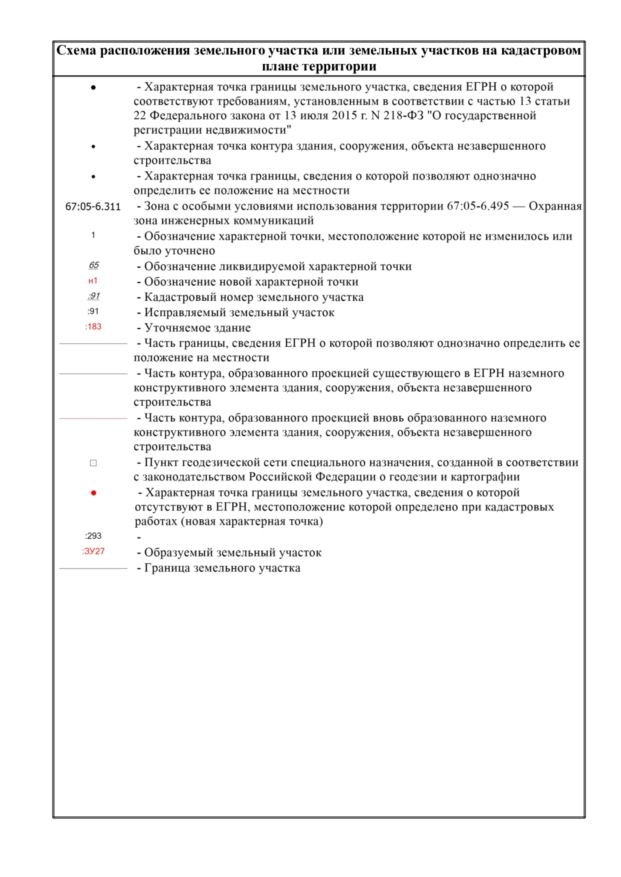 Схема расположения земельного участка или земельных участков на кадастровом
плане территории
- Характерная точка границы земельного участка, сведения ЕГРН о которой
соответствуют требованиям, установленным в соответствии с частью 13 статьи
22 Федерального закона от 13 июля 2015 г. N 218-ФЗ "О государственной
регистрации недвижимости"
- Характерная точка контура здания, сооружения, объекта незавершенного
строительства
- Характерная точка границы, сведения о которой позволяют однозначно
определить ее положение на местности
67:05-6.311 - Зона с особыми условиями использования территории 67:05-6.495 — Охранная
зона инженерных коммуникаций
1 - Обозначение характерной точки, местоположение которой не изменилось или
было уточнено
65 - Обозначение ликвидируемой характерной точки
н1 - Обозначение новой характерной точки
:91 - Кадастровый номер земельного участка
:91 - Исправляемый земельный участок
:183 - Уточняемое здание
- Часть границы, сведения ЕГРН о которой позволяют однозначно определить ее
положение на местности
- Часть контура, образованного проекцией существующего в ЕГРН наземного
конструктивного элемента здания, сооружения, объекта незавершенного
строительства
- Часть контура, образованного проекцией вновь образованного наземного
конструктивного элемента здания, сооружения, объекта незавершенного
строительства
- Пункт геодезической сети специального назначения, созданной в соответствии
с законодательством Российской Федерации о геодезии и картографии
- Характерная точка границы земельного участка, сведения о которой
отсутствуют в ЕГРН, местоположение которой определено при кадастровых
работах (новая характерная точка)
:293 -
:ЗУ27 - Образуемый земельный участок
- Граница земельного участка